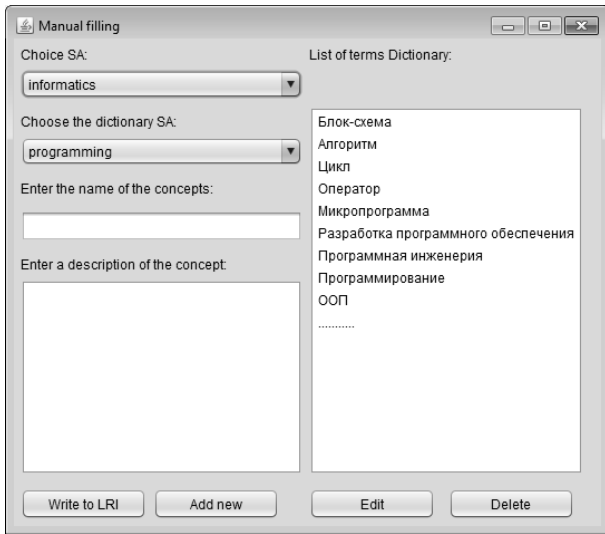 Manual filling
Choice SA:
informatics
Choose the dictionary SA:
programming
Enter the name of the concepts:
Enter a description of the concept:
Write to LRI
Add new
List of terms Dictionary:
Блок-схема
Алгоритм
Цикл
Оператор
Микропрограмма
Разработка программного обеспечения
Программная инженерия
Программирование
ООП
...........
Edit
Delete